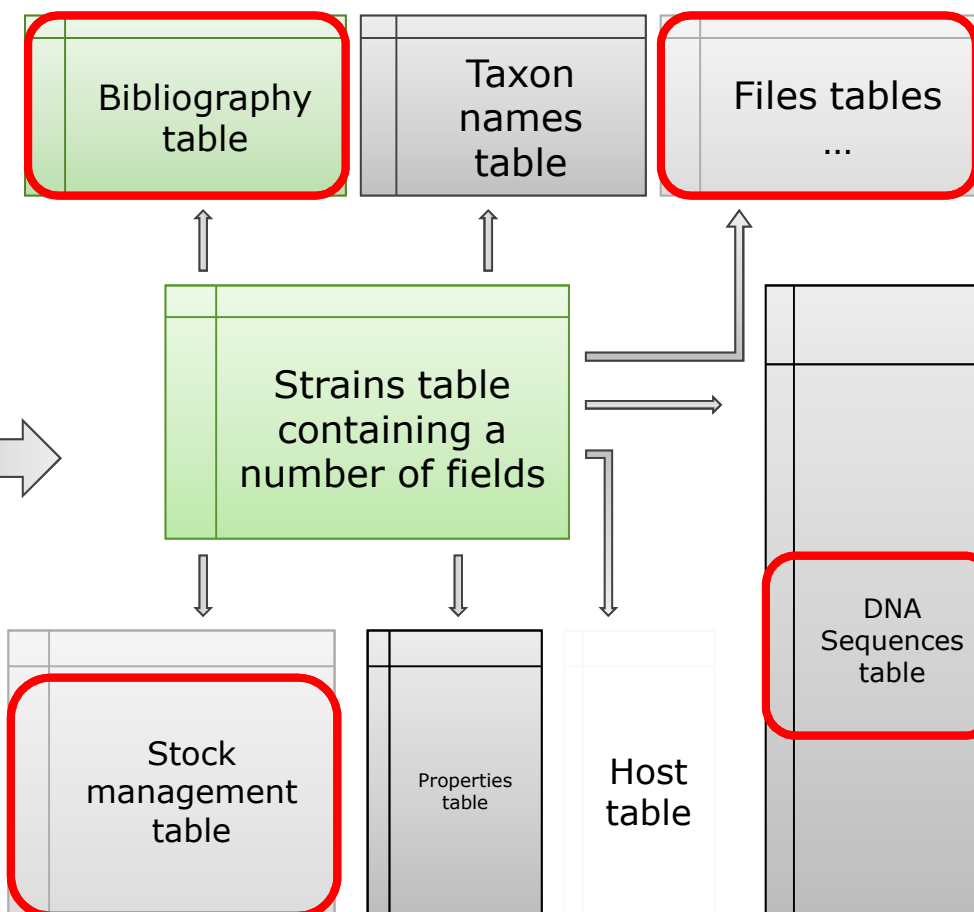 Bibliography
table
Taxon
names
table
Files tables
...
Strains table
containing a
number of fields
DNA
Sequences
table
Stock
management
table
Properties
table
Host
table